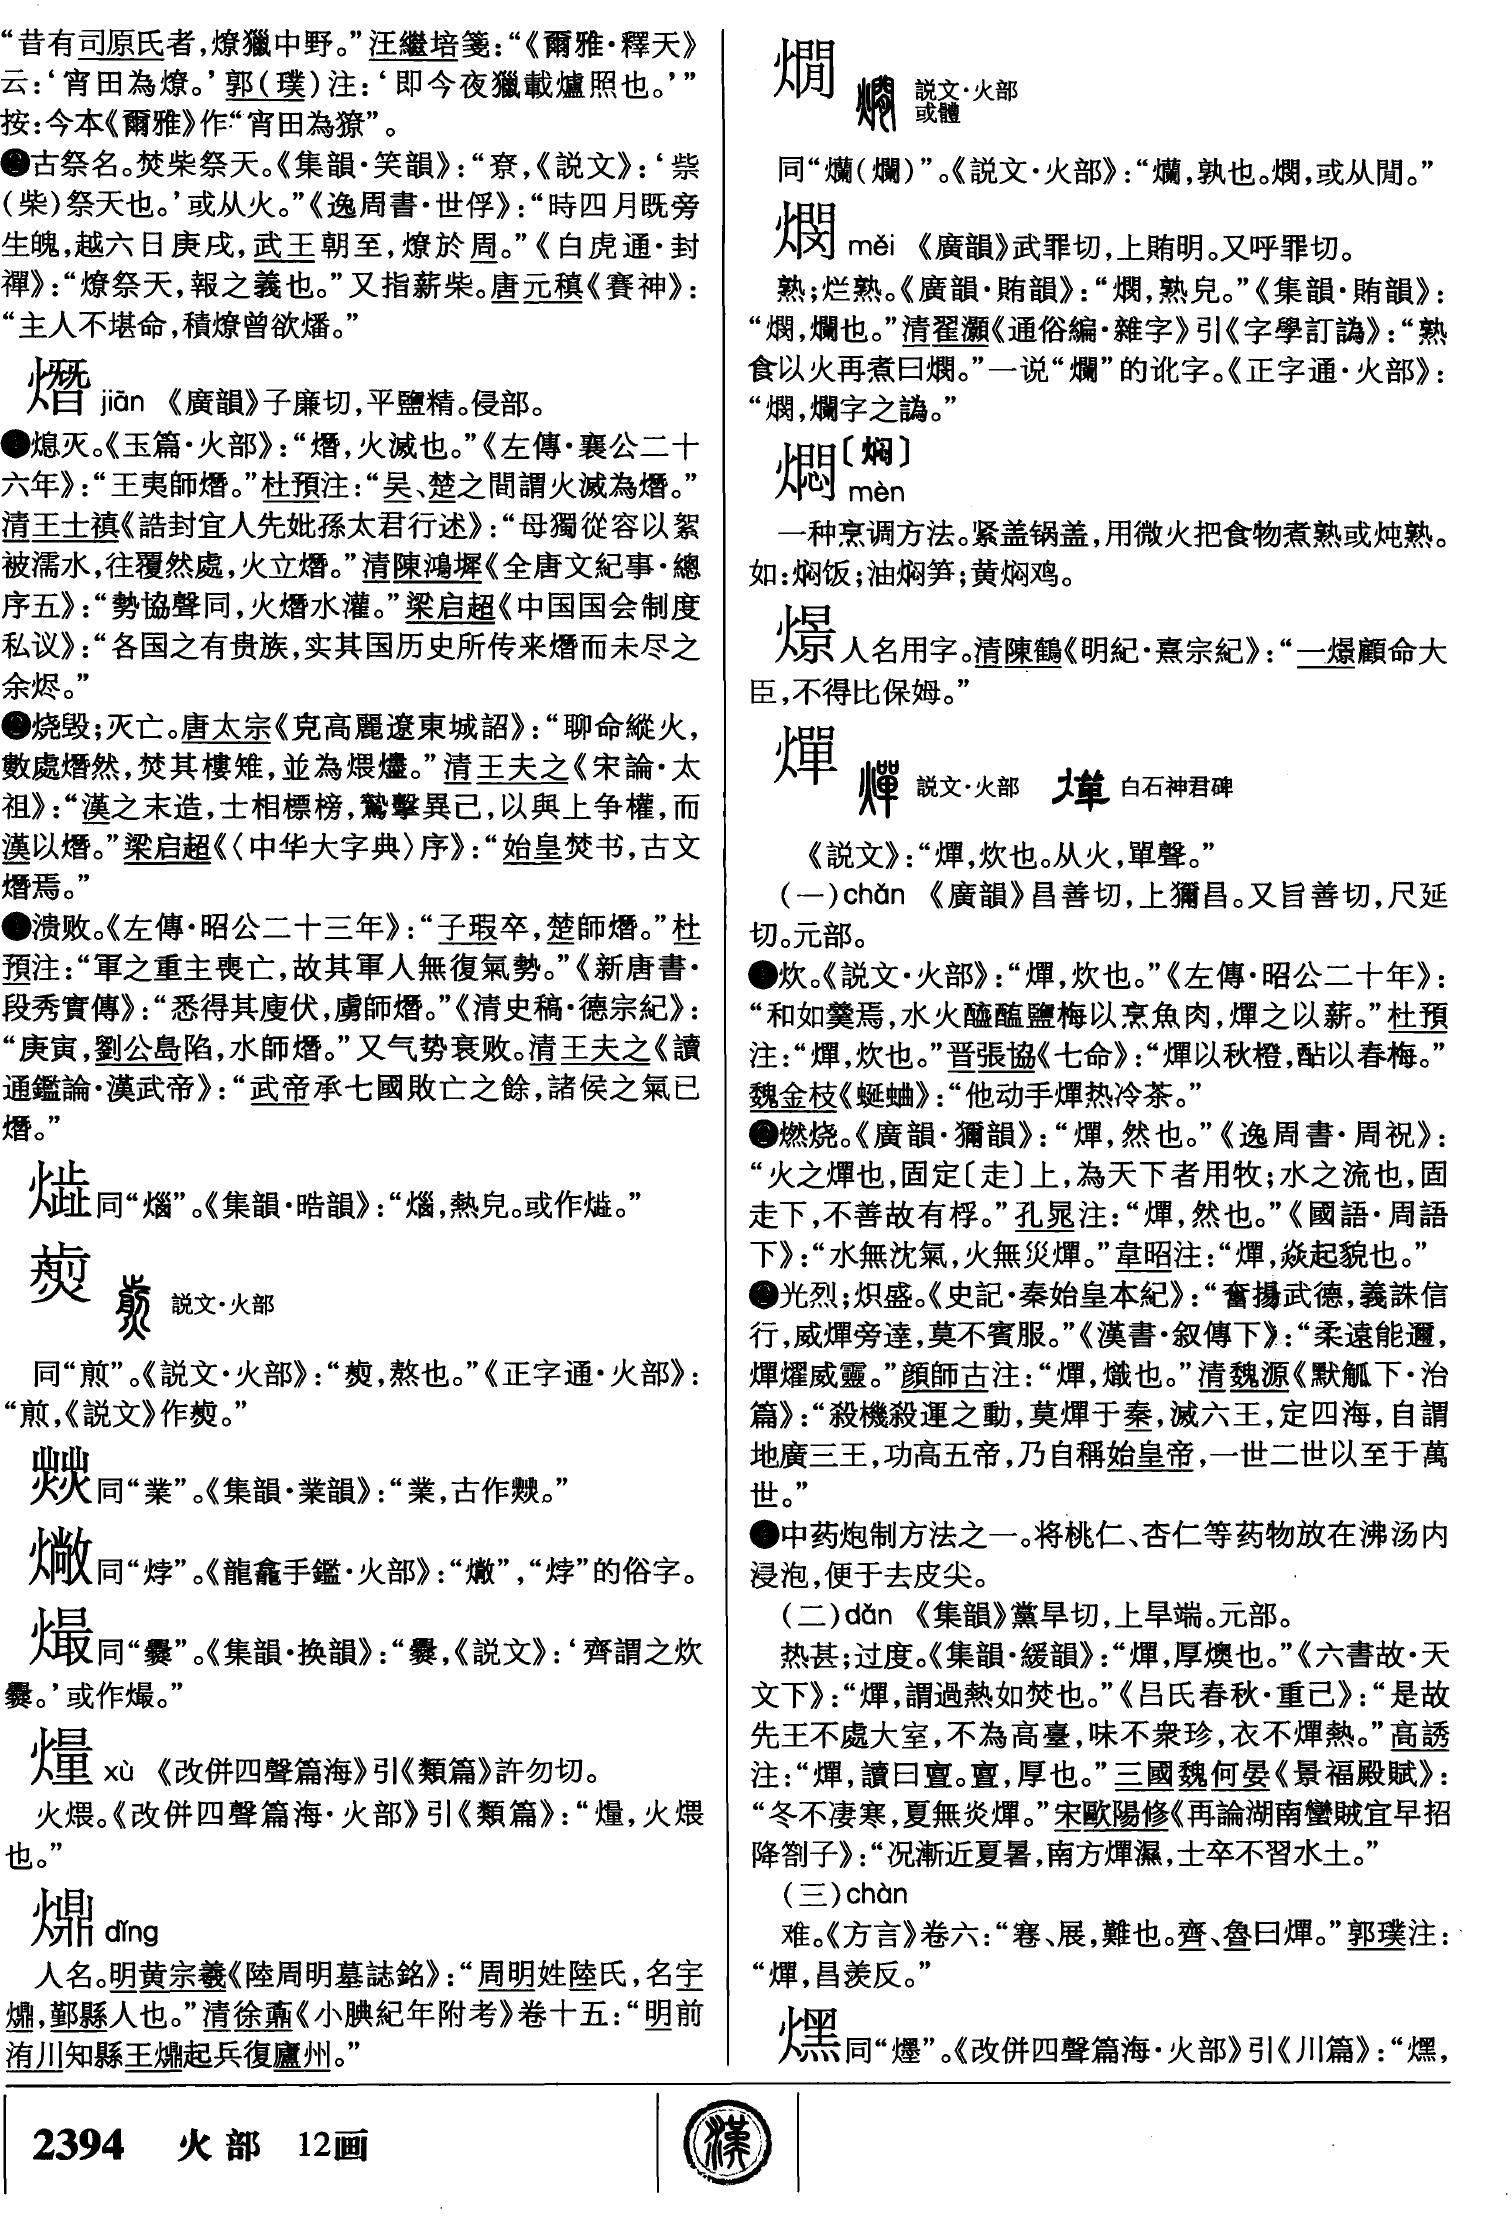 “昔有司原氏者，燎獵中野。”汪繼培箋：“《爾雅·釋天》
云：‘宵田為燎。’郭（璞）注：‘即今夜獵載爐照也。’”
按：今本《爾雅》作“宵田為獠”。
❷古祭名。焚柴祭天。《集韻·笑韻》：“尞，《説文》：‘祡
（柴）祭天也。’或从火。”《逸周書·世俘》：“時四月既旁
生魄，越六日庚戌，武王朝至，燎於周。”《白虎通·封
禪》：“燎祭天，報之義也。”又指薪柴。唐元稹《賽神》：
“主人不堪命，積燎曾欲燔。”
熸 jiān 《廣韻》子廉切，平鹽精。侵部。
❶熄灭。《玉篇·火部》：“熸，火滅也。”《左傳·襄公二十
六年》：“王夷師熸。”杜預注：“吴、楚之間謂火滅為熸。”
清王士禛《誥封宜人先妣孫太君行述》：“母獨從容以絮
被濡水，往覆然處，火立熸。”清陳鴻墀《全唐文紀事·總
序五》：“勢協聲同，火熸水灌。”梁启超《中国国会制度
私议》：“各国之有贵族，实其国历史所传来熸而未尽之
余烬。”
❷烧毁；灭亡。唐太宗《克高麗遼東城詔》：“聊命縱火，
數處熸然，焚其樓雉，並為煨燼。”清王夫之《宋論·太
祖》：“漢之末造，士相標榜，鷙擊異己，以與上争權，而
漢以熸。”梁启超《〈中华大字典〉序》：“始皇焚书，古文
熸焉。”
❸溃败。《左傳·昭公二十三年》：“子瑕卒，楚師熸。”杜
預注：“軍之重主喪亡，故其軍人無復氣勢。”《新唐書·
段秀實傳》：“悉得其廋伏，虜師熸。”《清史稿·德宗紀》：
“庚寅，劉公島陷，水師熸。”又气势衰败。清王夫之《讀
通鑑論·漢武帝》：“武帝承七國敗亡之餘，諸侯之氣已
熸。”
同“㷈”。《集韻·晧韻》：“㷈，熱皃。或作。”
説文·火部
同“煎”。《説文·火部》：“，熬也。”《正字通·火部》：
“煎，《説文》作。”
同“業”。《集韻·業韻》：“業，古作。”
同“烰”。《龍龕手鑑·火部》：“”，“烰”的俗字。
熶同“爨”。《集韻·换韻》：“爨，《説文》：‘齊謂之炊
爨。’或作熶。”
xù 《改併四聲篇海》引《類篇》許勿切。
火煨。《改併四聲篇海·火部》引《類篇》：“，火煨
也。”
dǐng
人名。明黄宗羲《陸周明墓誌銘》：“周明姓陸氏，名宇
，鄞縣人也。”清徐鼒《小腆紀年附考》卷十五：“明前
洧川知縣王起兵復廬州。”
燗 説文·火部
或體
同“爤（爛）”。《説文·火部》：“爤，孰也。燗，或从閒。”
燘 měi 《廣韻》武罪切，上賄明。又呼罪切。
熟；烂熟。《廣韻·賄韻》：“燘，熟皃。”《集韻·賄韻》：
“燘，爛也。”清翟灝《通俗編·雜字》引《字學訂譌》：“熟
食以火再煮曰燘。”一说“爛”的讹字。《正字通·火部》：
“燘，爛字之譌。”
燜〔焖〕
mèn
一种烹调方法。紧盖锅盖，用微火把食物煮熟或炖熟。
如：焖饭；油焖笋；黄焖鸡。
燝人名用字。清陳鶴《明紀·熹宗紀》：“一燝顧命大
臣，不得比保姆。”
燀 説文·火部 白石神君碑
《説文》：“燀，炊也。从火，單聲。”
（一）chǎn 《廣韻》昌善切，上獮昌。又旨善切，尺延
切。元部。
❶炊。《説文·火部》：“燀，炊也。”《左傳·昭公二十年》：
“和如羹焉，水火醯醢鹽梅以烹魚肉，燀之以薪。”杜預
注：“燀，炊也。”晋張協《七命》：“燀以秋橙，酟以春梅。”
魏金枝《蜒蚰》：“他动手燀热冷茶。”
❷燃烧。《廣韻·獮韻》：“燀，然也。”《逸周書·周祝》：
“火之燀也，固定〔走〕上，為天下者用牧；水之流也，固
走下，不善故有桴。”孔晁注：“燀，然也。”《國語·周語
下》：“水無沈氣，火無災燀。”韋昭注：“燀，焱起貌也。”
❸光烈；炽盛。《史記·秦始皇本紀》：“奮揚武德，義誅信
行，威燀旁達，莫不賓服。”《漢書·叙傳下》：“柔遠能邇，
燀燿威靈。”顔師古注：“燀，熾也。”清魏源《默觚下·治
篇》：“殺機殺運之動，莫燀于秦，滅六王，定四海，自謂
地廣三王，功高五帝，乃自稱始皇帝，一世二世以至于萬
世。”
❹中药炮制方法之一。将桃仁、杏仁等药物放在沸汤内
浸泡，便于去皮尖。
（二）dǎn 《集韻》黨旱切，上旱端。元部。
热甚；过度。《集韻·緩韻》：“燀，厚燠也。”《六書故·天
文下》：“燀，謂過熱如焚也。”《吕氏春秋·重己》：“是故
先王不處大室，不為高臺，味不衆珍，衣不燀熱。”高誘
注：“燀，讀曰亶。亶，厚也。”三國魏何晏《景福殿賦》：
“冬不凄寒，夏無炎燀。”宋歐陽修《再論湖南蠻賊宜早招
降劄子》：“况漸近夏暑，南方燀濕，士卒不習水土。”
（三）chàn
难。《方言》卷六：“蹇、展，難也。齊、魯曰燀。”郭璞注：
“燀，昌羡反。”
同“爅”。《改併四聲篇海·火部》引《川篇》：“，
2394 火部 12画
漢